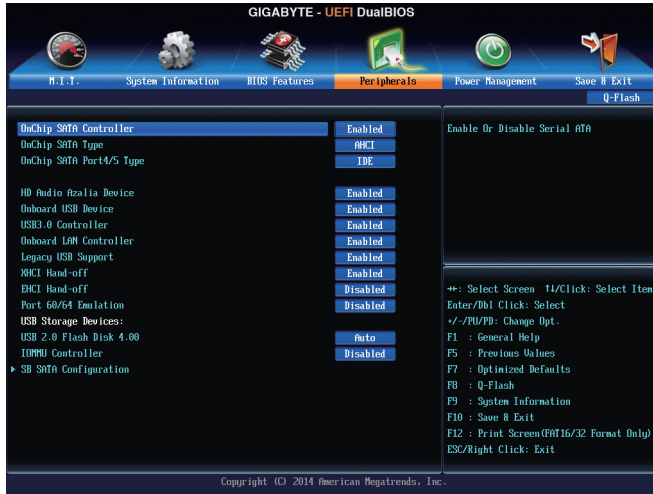 GIGABYTE - UEFI DualBIOS
M.I.T. System Information BIOS Features Peripherals Power Management Save & Exit
Q-Flash
OnChip SATA Controller Enabled
OnChip SATA Type AHCI
OnChip SATA Port4/5 Type IDE
HD Audio Azalia Device Enabled
Onboard USB Device Enabled
USB3.0 Controller Enabled
Onboard LAN Controller Enabled
Legacy USB Support Enabled
XHCI Hand-off Enabled
EHCI Hand-off Disabled
Port 60/64 Emulation Disabled
USB Storage Devices:
USB 2.0 Flash Disk 4.00 Auto
IOMMU Controller Disabled
SB SATA Configuration
Enable Or Disable Serial ATA
→←: Select Screen ↑↓/Click: Select Item
Enter/Dbl Click: Select
+/-/PU/PD: Change Opt.
F1 : General Help
F5 : Previous Values
F7 : Optimized Defaults
F8 : Q-Flash
F9 : System Information
F10 : Save & Exit
F12 : Print Screen(FAT16/32 Format Only)
ESC/Right Click: Exit
Copyright (C) 2014 American Megatrends, Inc.